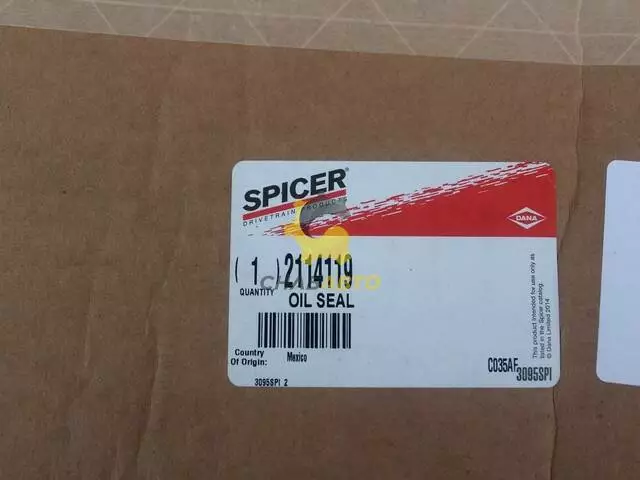 SPICER®
DRIVETRAIN PRODUCTS
DANA
( 1 ) 2114119
CHABAUTO
QUANTITY
OIL SEAL
Country
Of Origin:
Mexico
3095SPI 2
C035AF
3095SPI
This product intended for use only as
listed in the Spicer catalog.
© Dana Limited 2014